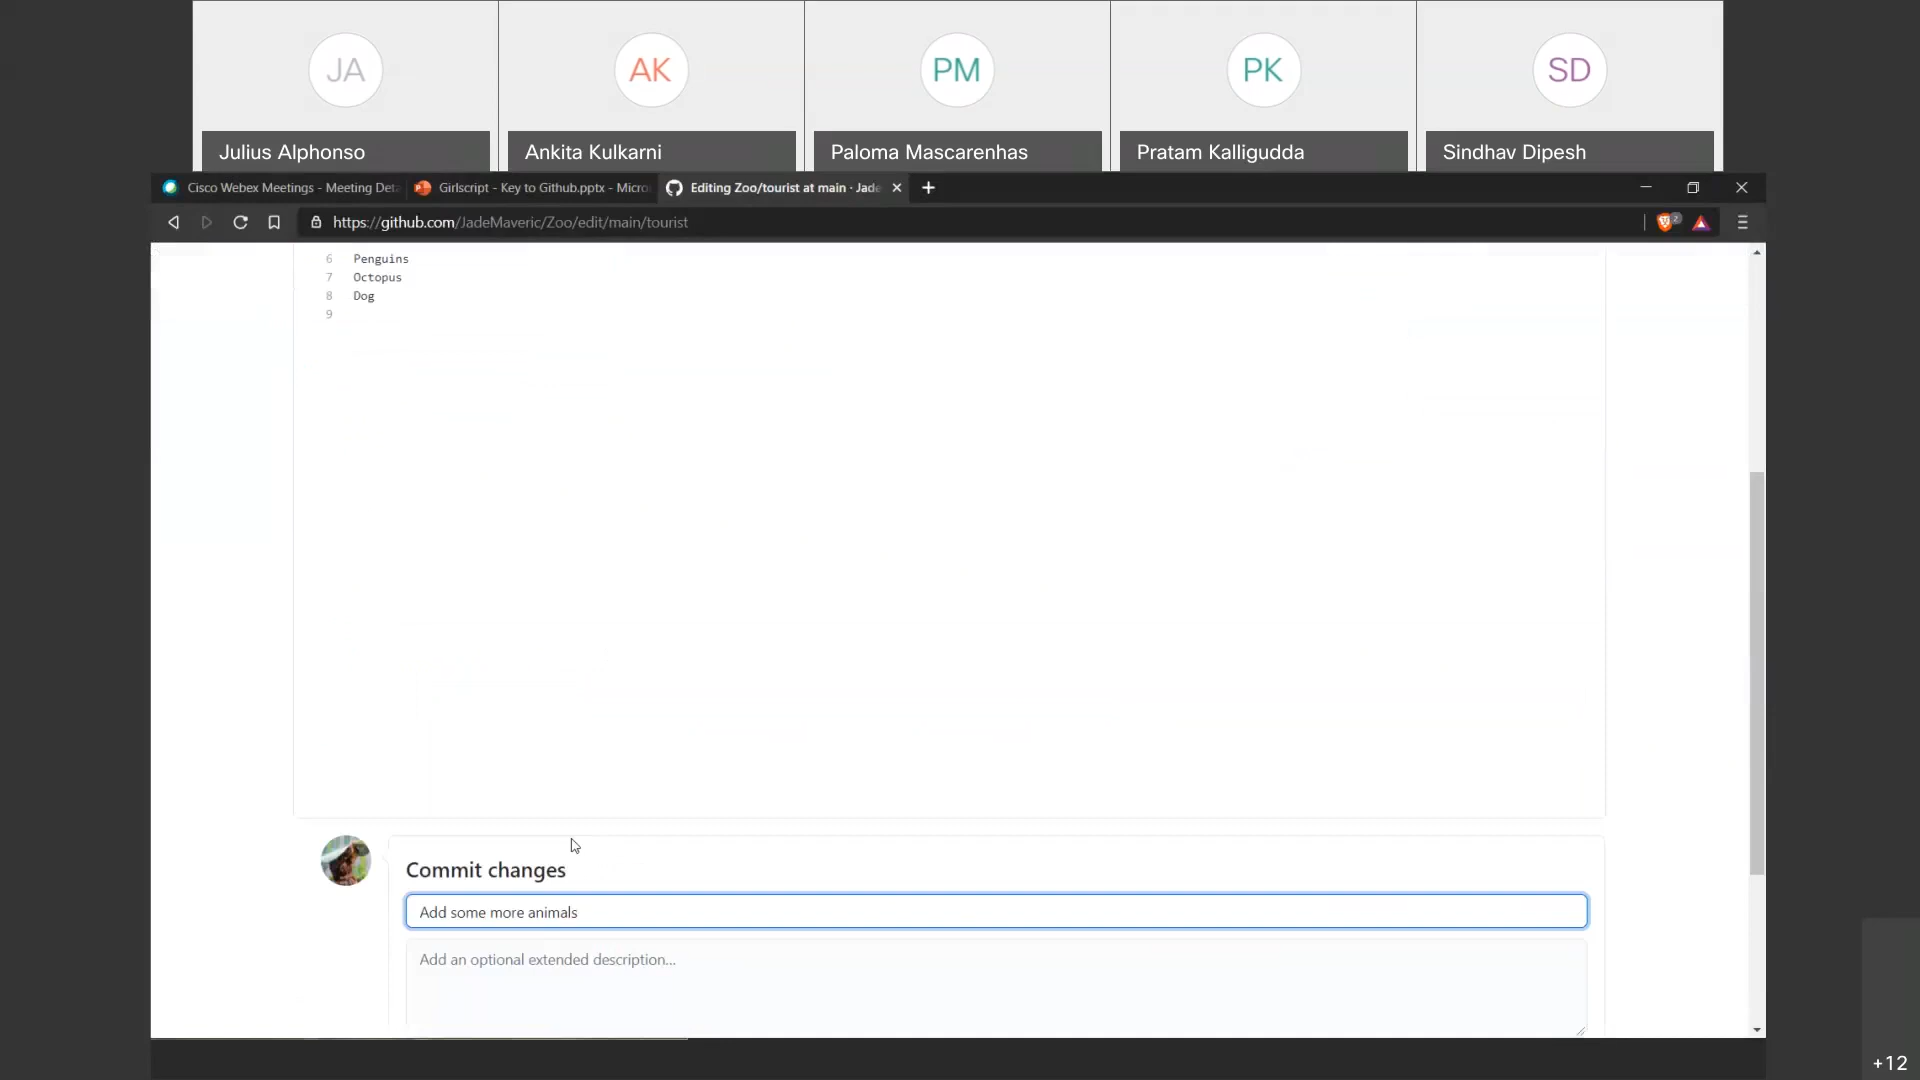 JA
AK
PM
PK
SD
Julius Alphonso
Ankita Kulkarni
Paloma Mascarenhas
Pratam Kalligudda
Sindhav Dipesh
Cisco Webex Meetings - Meeting Deta
Girlscript - Key to Github.pptx - Micro
Editing Zoo/tourist at main · Jade
https://github.com/JadeMaveric/Zoo/edit/main/tourist
2
6 Penguins
7 Octopus
8 Dog
9
Commit changes
Add some more animals
Add an optional extended description...
+12